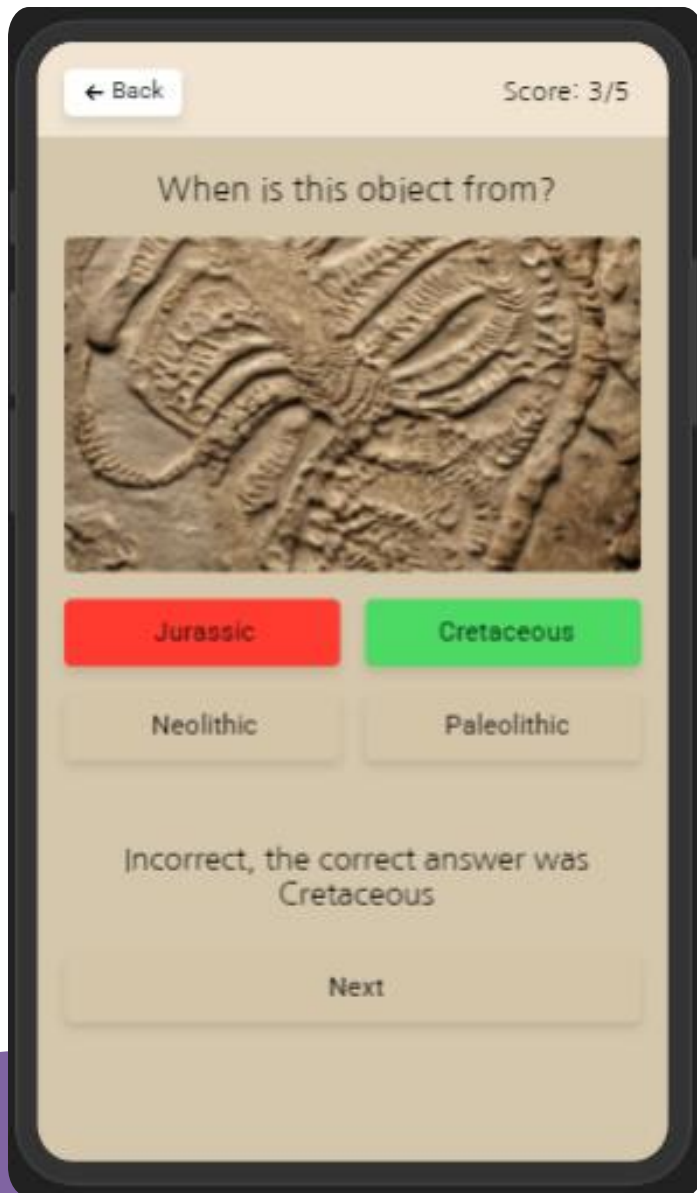 ← Back
Score: 3/5
When is this object from?
Jurassic
Cretaceous
Neolithic
Paleolithic
Incorrect, the correct answer was
Cretaceous
Next